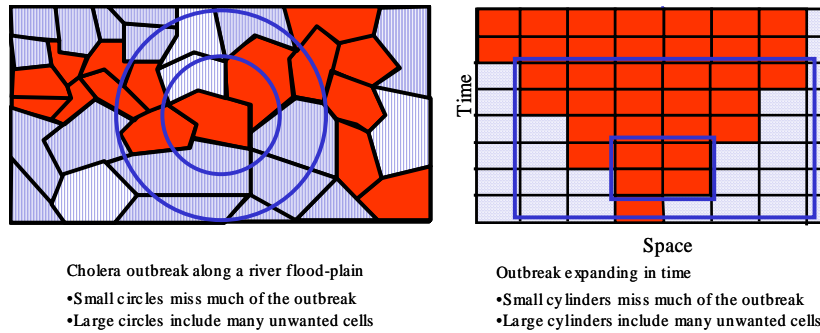 Time
Space
Cholera outbreak along a river flood-plain
•Small circles miss much of the outbreak
•Large circles include many unwanted cells
Outbreak expanding in time
•Small cylinders miss much of the outbreak
•Large cylinders include many unwanted cells